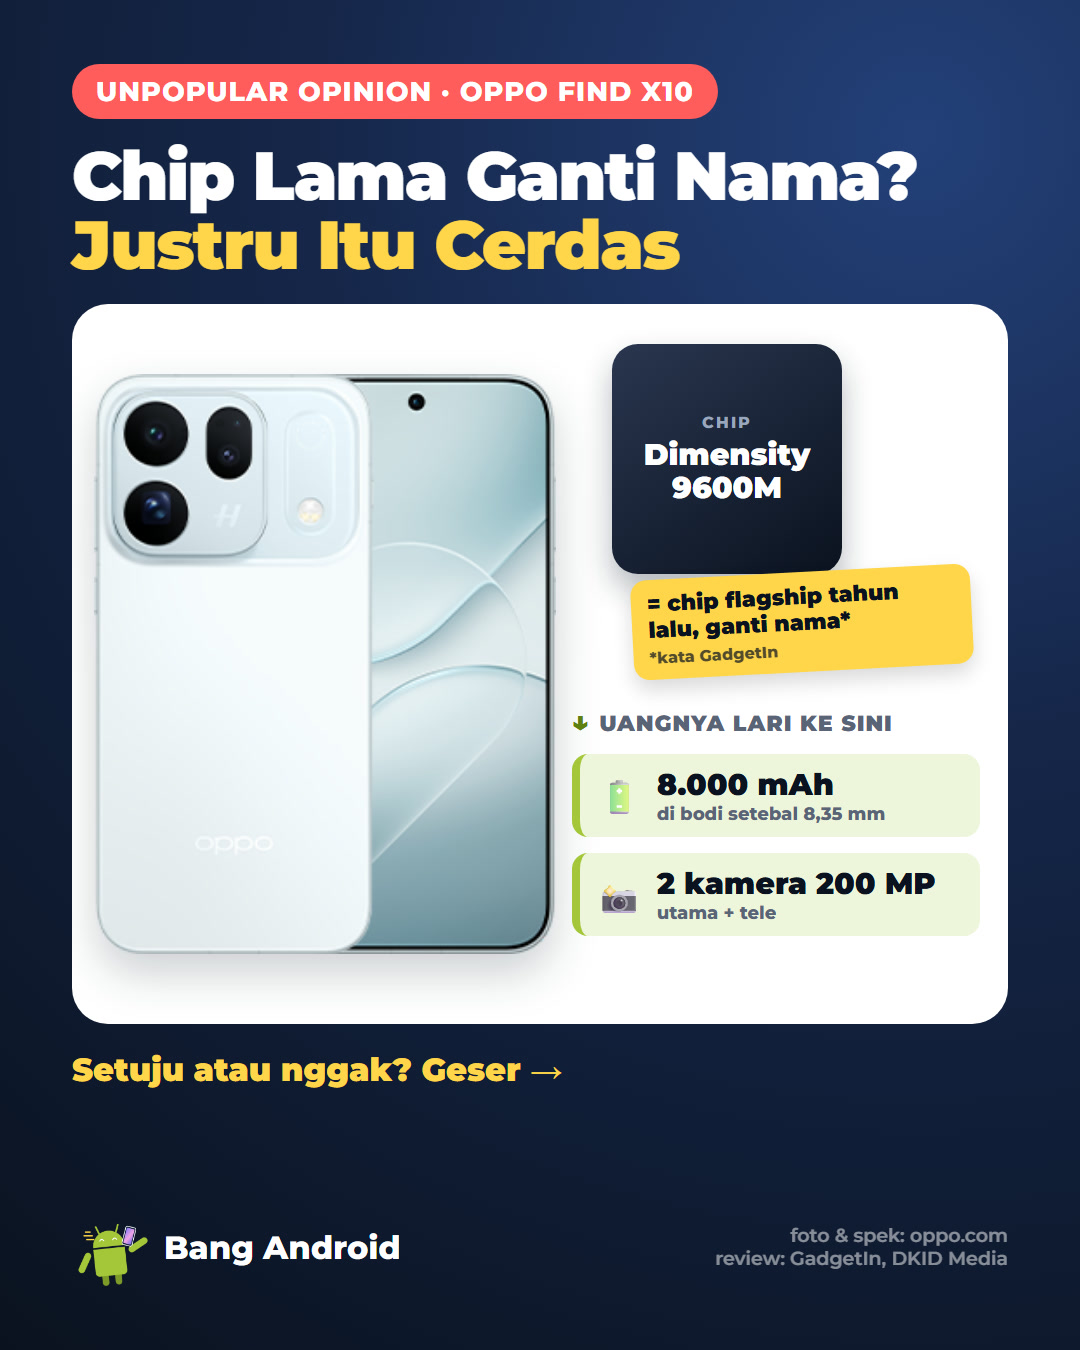 UNPOPULAR OPINION • OPPO FIND X10
Chip Lama Ganti Nama?
Justru Itu Cerdas
H
oppo
CHIP
Dimensity
9600M
= chip flagship tahun
lalu, ganti nama*
*kata GadgetIn
↓ UANGNYA LARI KE SINI
8.000 mAh
di bodi setebal 8,35 mm
2 kamera 200 MP
utama + tele
Setuju atau nggak? Geser →
Bang Android
foto & spek: oppo.com
review: GadgetIn, DKID Media